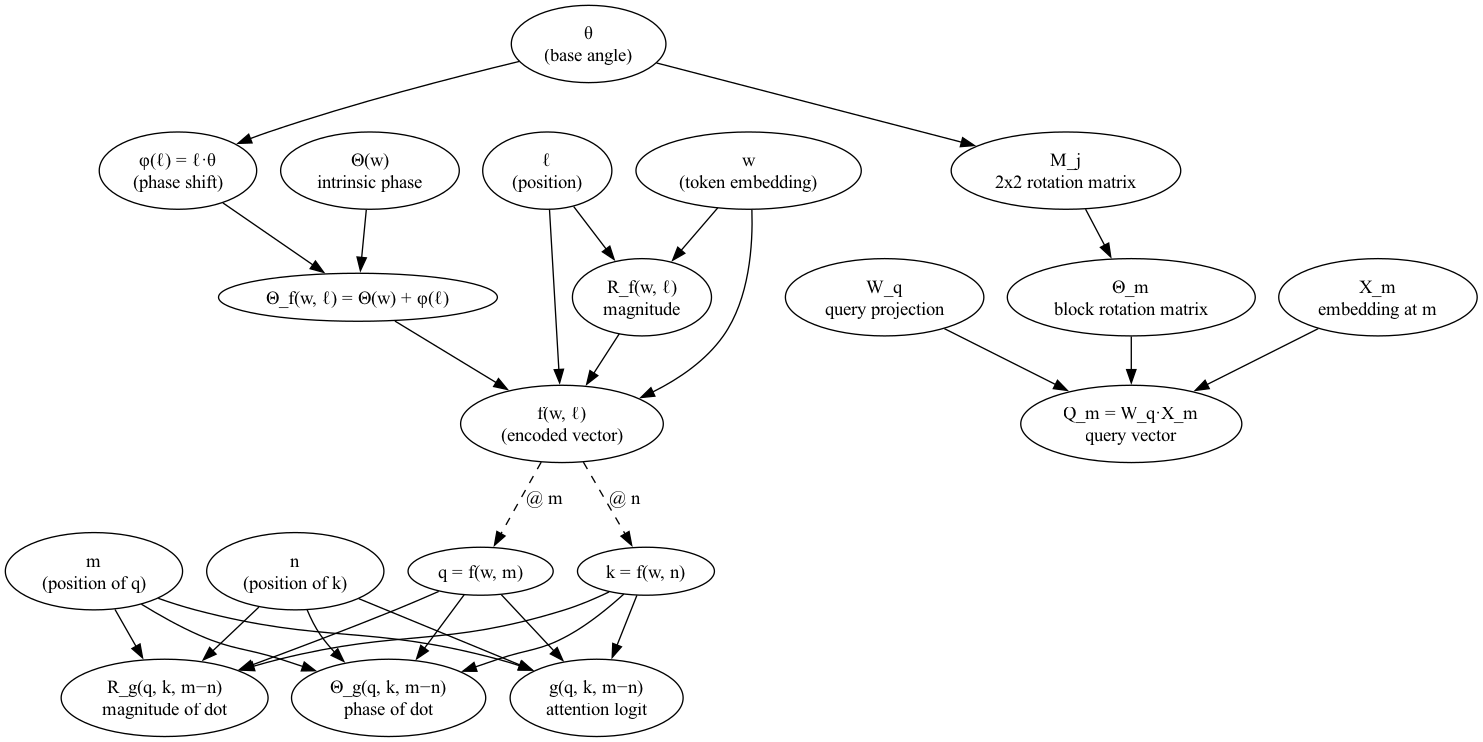 θ
(base angle)
φ(ℓ) = ℓ·θ
(phase shift)
Θ(w)
intrinsic phase
ℓ
(position)
w
(token embedding)
M_j
2x2 rotation matrix
Θ_f(w, ℓ) = Θ(w) + φ(ℓ)
R_f(w, ℓ)
magnitude
W_q
query projection
Θ_m
block rotation matrix
X_m
embedding at m
f(w, ℓ)
(encoded vector)
Q_m = W_q·X_m
query vector
@ m
@ n
m
(position of q)
n
(position of k)
q = f(w, m)
k = f(w, n)
R_g(q, k, m−n)
magnitude of dot
Θ_g(q, k, m−n)
phase of dot
g(q, k, m−n)
attention logit